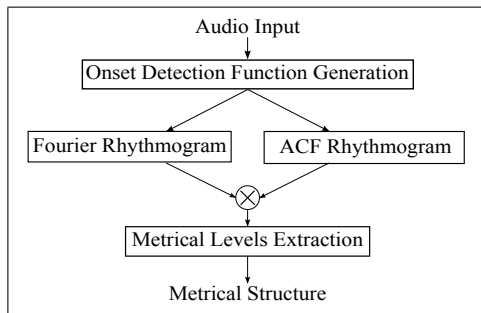 Audio Input
Onset Detection Function Generation
Fourier Rhythmogram
ACF Rhythmogram
Metrical Levels Extraction
Metrical Structure